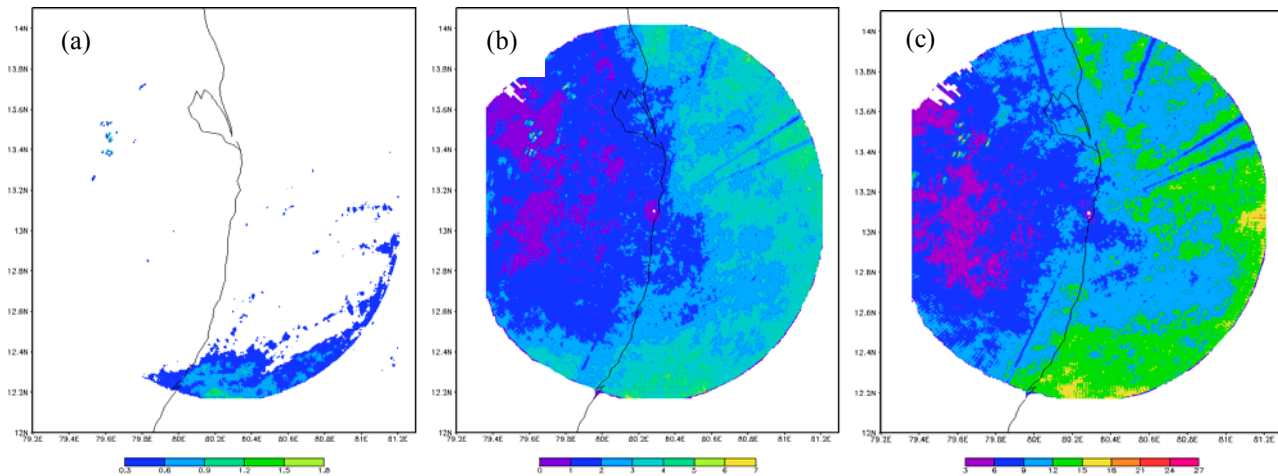 (a)
14N
13.8N
13.6N
13.4N
13.2N
13N
12.8N
12.6N
12.4N
12.2N
12N
79.2E 79.4E 79.6E 79.8E 80E 80.2E 80.4E 80.6E 80.8E 81E 81.2E
0.3 0.6 0.9 1.2 1.5 1.8
(b)
14N
13.8N
13.6N
13.4N
13.2N
13N
12.8N
12.6N
12.4N
12.2N
12N
79.2E 79.4E 79.6E 79.8E 80E 80.2E 80.4E 80.6E 80.8E 81E 81.2E
0 1 2 3 4 5 6 7
(c)
14N
13.8N
13.6N
13.4N
13.2N
13N
12.8N
12.6N
12.4N
12.2N
12N
79.2E 79.4E 79.6E 79.8E 80E 80.2E 80.4E 80.6E 80.8E 81E 81.2E
3 6 9 12 15 18 21 24 27